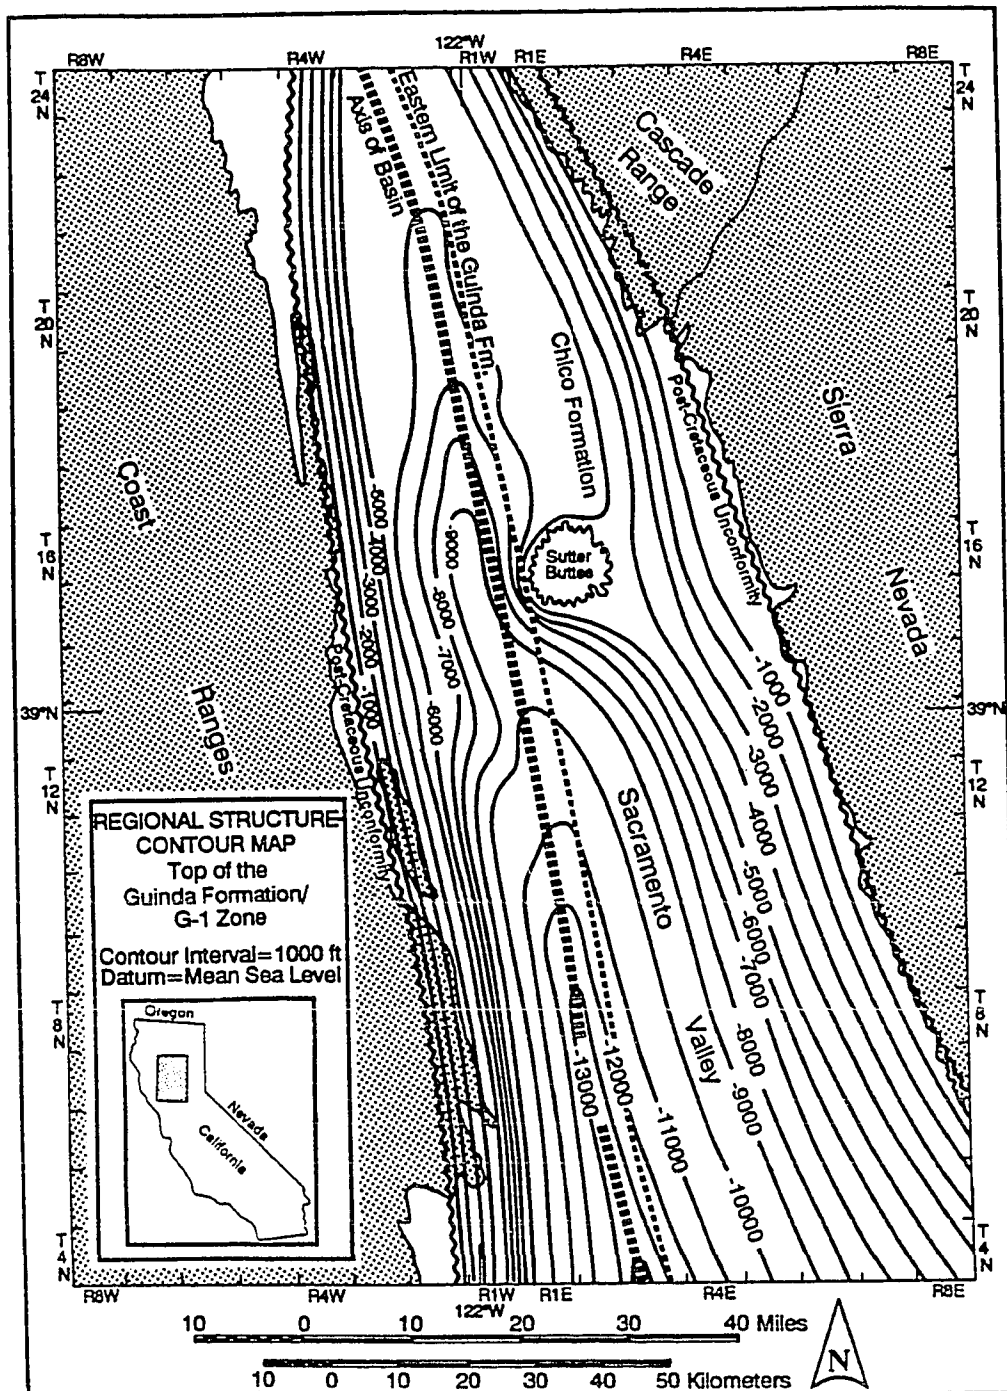 R8W R4W 122°W R1W R1E R4E R8E
T 24 N
T 24 N
Eastern Limit of the Guinda Fm.
Axis of Basin
Cascade Range
T 20 N
T 20 N
Chico Formation
Post-Cretaceous Unconformity
Sierra
Nevada
Coast
Ranges
T 16 N
T 16 N
Sutter
Buttes
-5000
-3000
-2000
-1000
-9000
-8000
-7000
-6000
Post-Cretaceous Unconformity
39°N
39°N
-1000
-2000
-3000
-4000
-5000
-6000
-7000
-8000
-9000
-10000
-11000
-12000
-13000
T 12 N
T 12 N
Sacramento
Valley
REGIONAL STRUCTURE-
CONTOUR MAP
Top of the
Guinda Formation/
G-1 Zone
Contour Interval=1000 ft
Datum=Mean Sea Level
Oregon
Nevada
California
T 8 N
T 8 N
T 4 N
T 4 N
R8W R4W R1W R1E R4E R8E
122°W
10 0 10 20 30 40 Miles
10 0 10 20 30 40 50 Kilometers
N